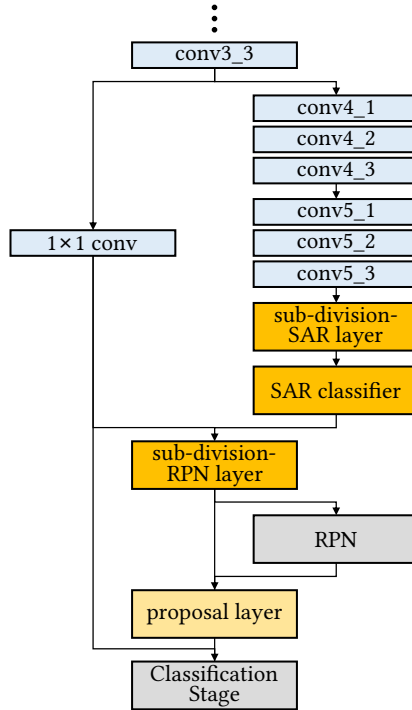 conv3_3
conv4_1
conv4_2
conv4_3
conv5_1
1×1 conv
conv5_2
conv5_3
sub-division-
SAR layer
SAR classifier
sub-division-
RPN layer
RPN
proposal layer
Classification
Stage